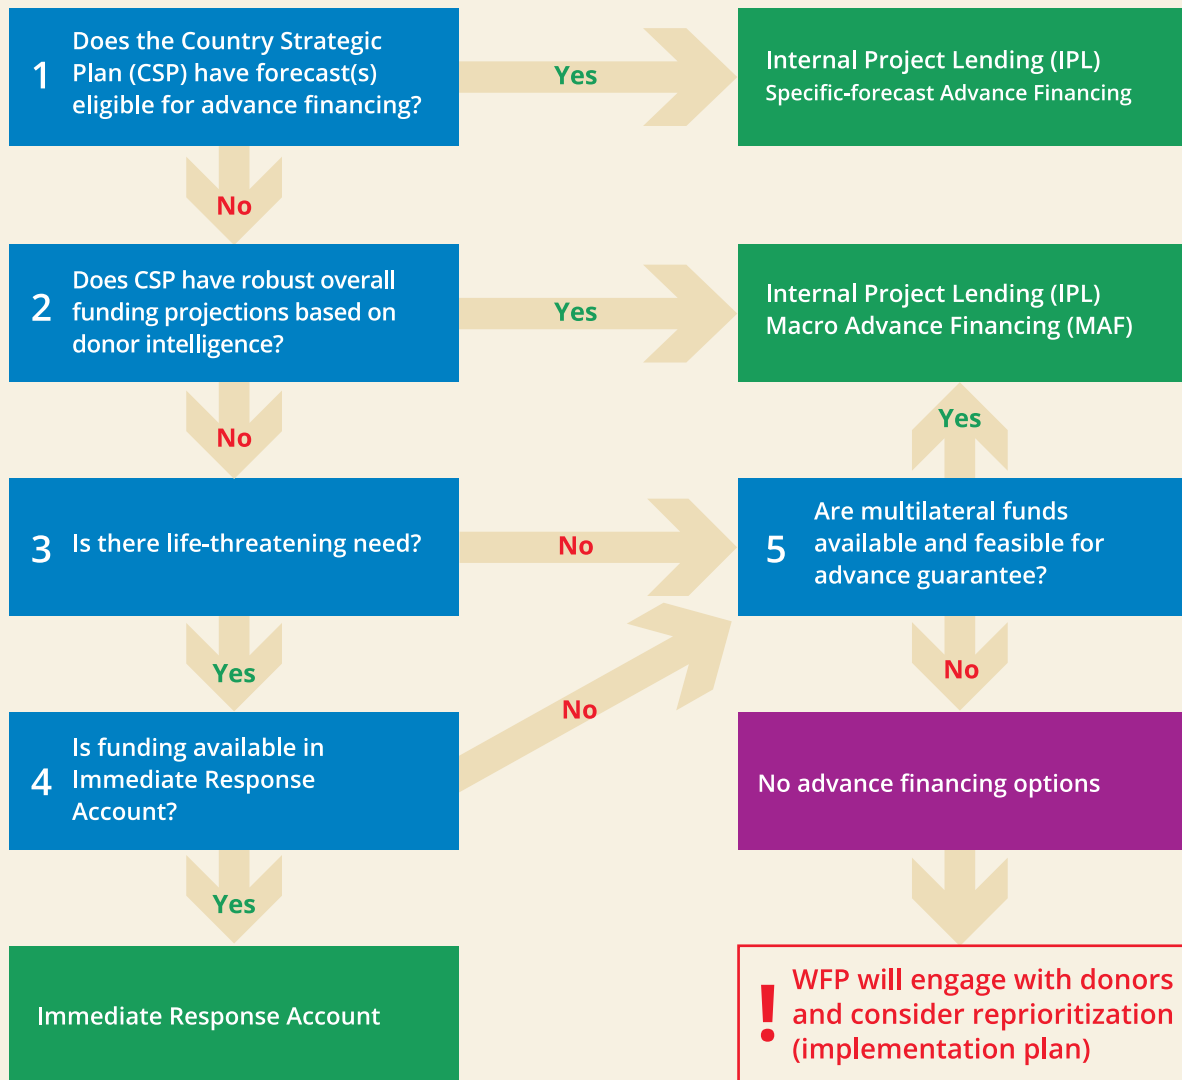 1
Does the Country Strategic
Plan (CSP) have forecast(s)
eligible for advance financing?
Yes
Internal Project Lending (IPL)
Specific-forecast Advance Financing
No
2
Does CSP have robust overall
funding projections based on
donor intelligence?
Yes
Internal Project Lending (IPL)
Macro Advance Financing (MAF)
No
Yes
3
Is there life-threatening need?
No
5
Are multilateral funds
available and feasible for
advance guarantee?
Yes
No
No
4
Is funding available in
Immediate Response
Account?
No advance financing options
Yes
Immediate Response Account
!
WFP will engage with donors
and consider reprioritization
(implementation plan)